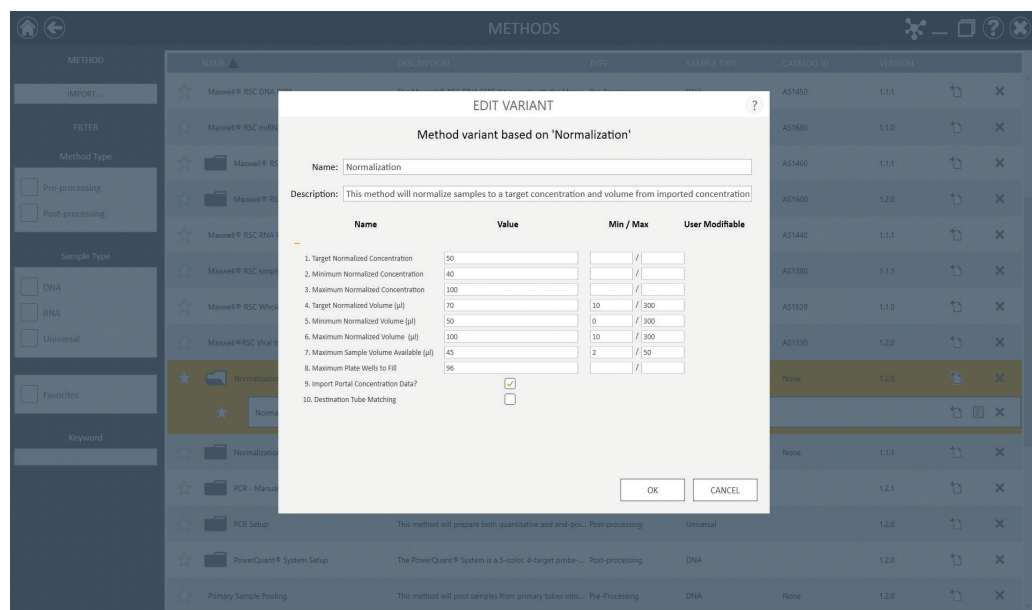 METHODS
METHOD
IMPORT ...
FILTER
Method Type
Pre-processing
Post-processing
Sample Type
DNA
RNA
Universal
Favorites
Keyword
NAME DESCRIPTION TYPE SAMPLE TYPE CATALOG ID VERSION
Maxwell® RSC DNA AS1450 1.1.1
Maxwell® RSC AS1680 1.1.0
Maxwell® RS AS1460 1.1.1
Maxwell® RS AS1600 1.2.0
Maxwell® RSC RNA AS1440 1.1.1
Maxwell® RSC AS1380 1.1.1
Maxwell® RSC AS1520 1.1.0
Maxwell® RSC Viral AS1330 1.2.0
Normalization None 1.2.0
Norma
Normalization None 1.1.1
PCR - Manual 1.2.1
PCR Setup This method will prepare both quantitative and end-poi... Post-processing Universal 1.2.0
PowerQuant® System Setup The PowerQuant® System is a 5-color, 4-target probe-... Post-processing DNA 1.2.0
Primary Sample Pooling This method will pool samples from primary tubes into... Pre-Processing DNA None 1.2.0
EDIT VARIANT ?
Method variant based on 'Normalization'
Name: Normalization
Description: This method will normalize samples to a target concentration and volume from imported concentration
Name Value Min / Max User Modifiable
1. Target Normalized Concentration 50 /
2. Minimum Normalized Concentration 40 /
3. Maximum Normalized Concentration 100 /
4. Target Normalized Volume (µl) 70 10 / 300
5. Minimum Normalized Volume (µl) 50 0 / 300
6. Maximum Normalized Volume (µl) 100 10 / 300
7. Maximum Sample Volume Available (µl) 45 2 / 50
8. Maximum Plate Wells to Fill 96 /
9. Import Portal Concentration Data?
10. Destination Tube Matching
OK CANCEL